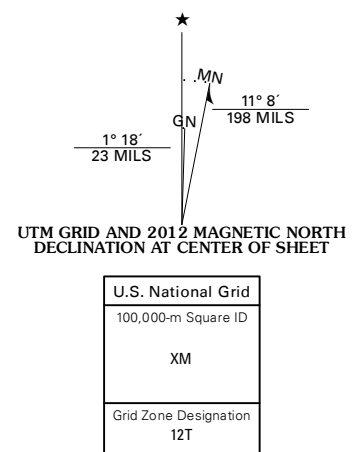 MN
11° 8´
198 MILS
GN
1° 18´
23 MILS
UTM GRID AND 2012 MAGNETIC NORTH
DECLINATION AT CENTER OF SHEET
U.S. National Grid
100,000-m Square ID
XM
Grid Zone Designation
12T